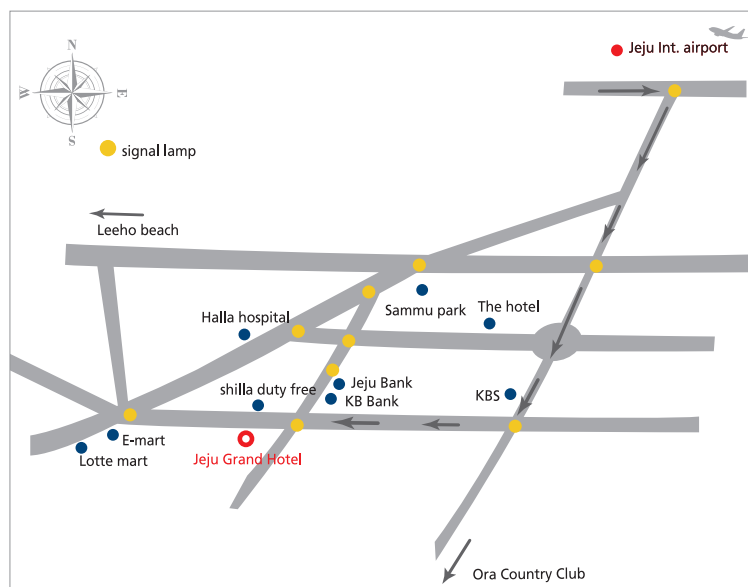 Jeju Int. airport
N
W
E
S
signal lamp
Leeho beach
Sammu park
The hotel
Halla hospital
Jeju Bank
KB Bank
shilla duty free
KBS
E-mart
Lotte mart
Jeju Grand Hotel
Ora Country Club